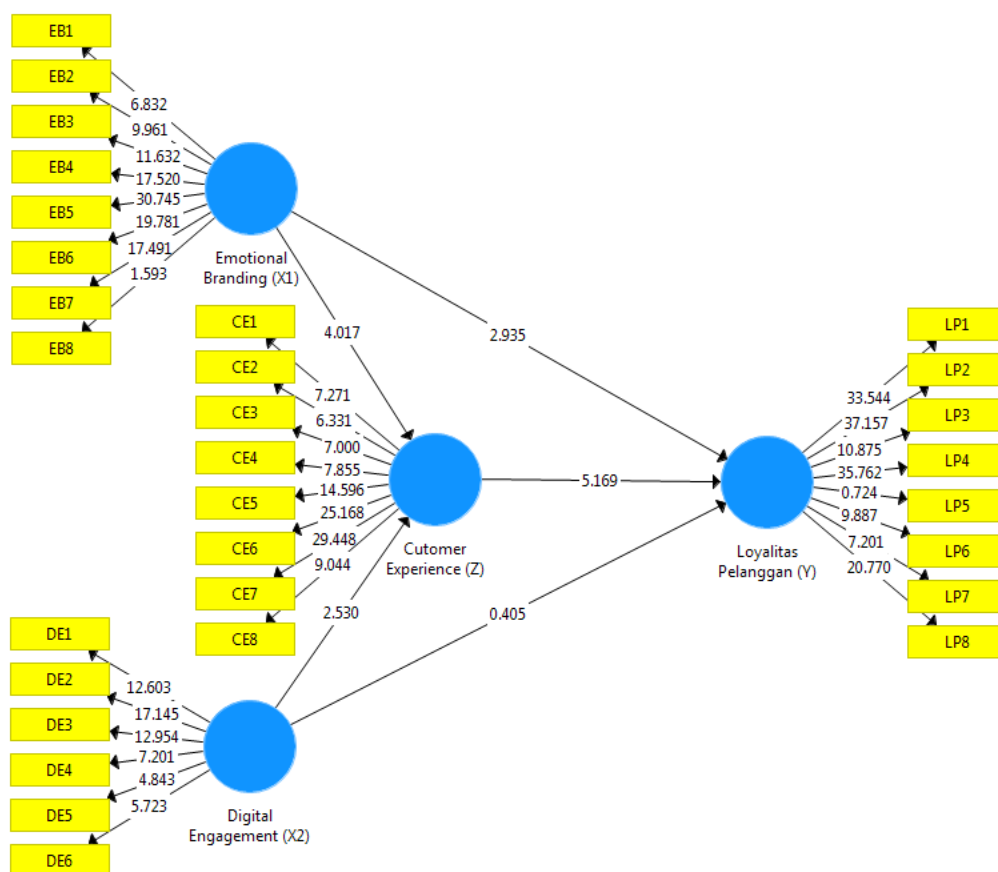 EB1
EB2
EB3
EB4
EB5
EB6
EB7
EB8
6.832
9.961
11.632
17.520
30.745
19.781
17.491
1.593
Emotional
Branding (X1)
4.017
2.935
CE1
CE2
CE3
CE4
CE5
CE6
CE7
CE8
7.271
6.331
7.000
7.855
14.596
25.168
29.448
9.044
Cutomer
Experience (Z)
5.169
2.530
0.405
LP1
LP2
LP3
LP4
LP5
LP6
LP7
LP8
33.544
37.157
10.875
35.762
0.724
9.887
7.201
20.770
Loyalitas
Pelanggan (Y)
DE1
DE2
DE3
DE4
DE5
DE6
12.603
17.145
12.954
7.201
4.843
5.723
Digital
Engagement (X2)